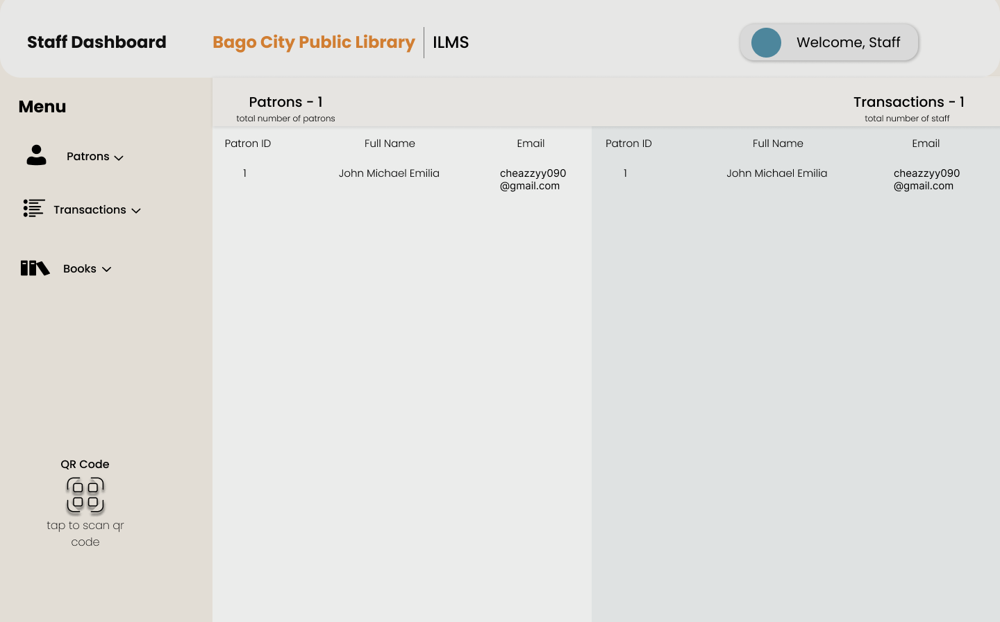 Staff Dashboard
Bago City Public Library
ILMS
Welcome, Staff
Menu
Patrons
Transactions
Books
QR Code
tap to scan qr
code
Patrons - 1
total number of patrons
Transactions - 1
total number of staff
Patron ID Full Name Email
1 John Michael Emilia cheazzyy090
@gmail.com
Patron ID Full Name Email
1 John Michael Emilia cheazzyy090
@gmail.com